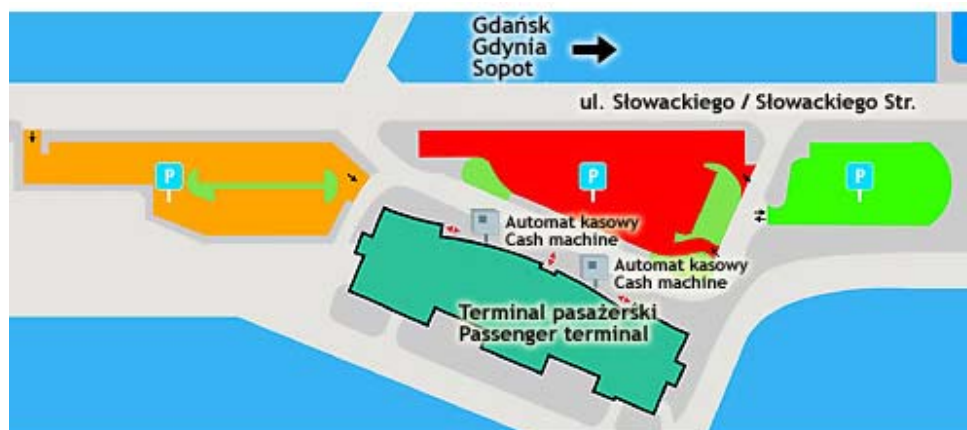 Gdańsk
Gdynia
Sopot
ul. Słowackiego / Słowackiego Str.
P
P
P
Automat kasowy
Cash machine
Automat kasowy
Cash machine
Terminal pasażerski
Passenger terminal